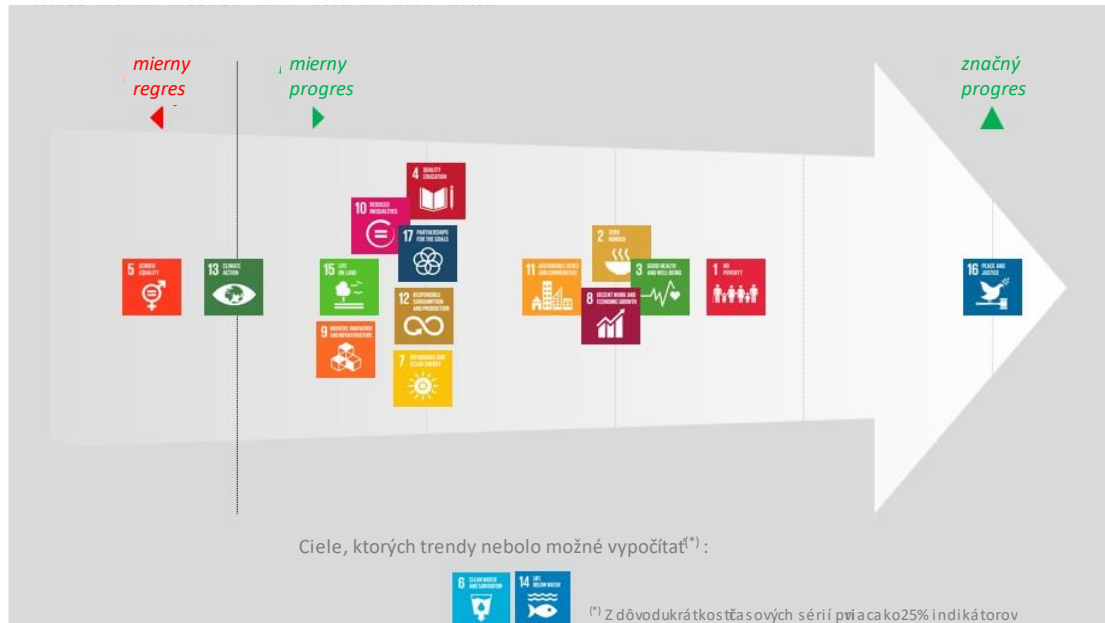 mierny
regres
mierny
progres
značný
progres
4 QUALITY
EDUCATION
10 REDUCED
INEQUALITIES
17 PARTNERSHIPS
FOR THE GOALS
2 ZERO
HUNGER
5 GENDER
EQUALITY
13 CLIMATE
ACTION
15 LIFE
ON LAND
11 SUSTAINABLE CITIES
AND COMMUNITIES
3 GOOD HEALTH
AND WELL BEING
1 NO
POVERTY
16 PEACE AND
JUSTICE
12 RESPONSIBLE
CONSUMPTION
AND PRODUCTION
8 DECENT WORK AND
ECONOMIC GROWTH
9 INDUSTRY, INNOVATION
AND INFRASTRUCTURE
7 AFFORDABLE AND
CLEAN ENERGY
Ciele, ktorých trendy nebolo možné vypočítať(*) :
6 CLEAN WATER
AND SANITATION
14 LIFE
BELOW WATER
(*) Z dôvodu krátkosti časových sérií pri viac ako 25% indikátorov